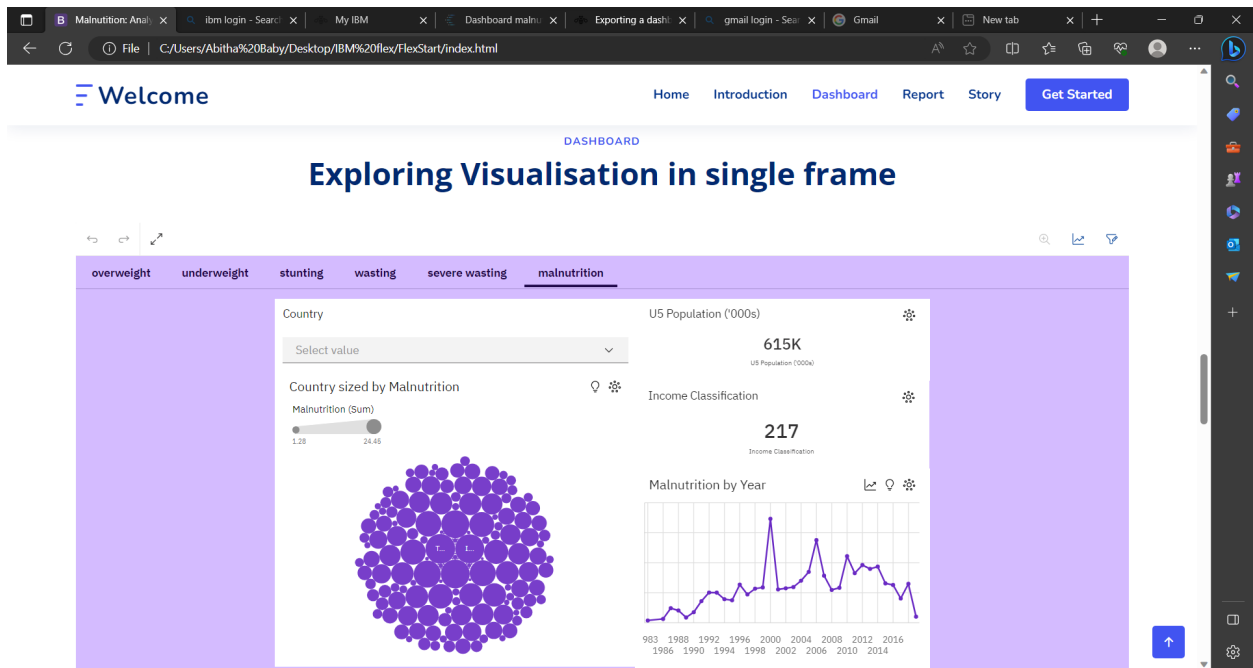 Malnutition: Analy
ibm login - Search
My IBM
Dashboard malnu
Exporting a dashb
gmail login - Sear
Gmail
New tab
File
C:/Users/Abitha%20Baby/Desktop/IBM%20flex/FlexStart/index.html
Welcome
Home Introduction Dashboard Report Story Get Started
DASHBOARD
Exploring Visualisation in single frame
overweight underweight stunting wasting severe wasting malnutrition
Country
Select value
Country sized by Malnutrition
Malnutrition (Sum)
1.28 24.46
T... I...
U5 Population ('000s)
615K
U5 Population ('000s)
Income Classification
217
Income Classification
Malnutrition by Year
983 1988 1992 1996 2000 2004 2008 2012 2016
1986 1990 1994 1998 2002 2006 2010 2014